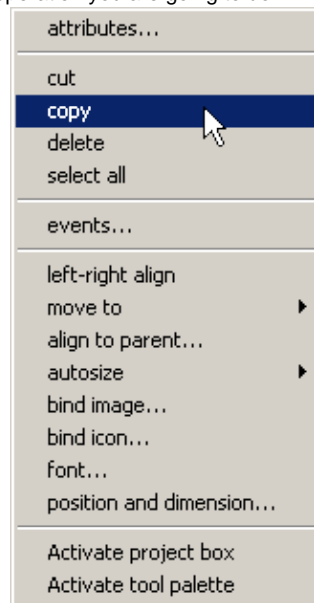 attributes...
cut
copy
delete
select all
events...
left-right align
move to
align to parent...
autosize
bind image...
bind icon...
font...
position and dimension...
Activate project box
Activate tool palette